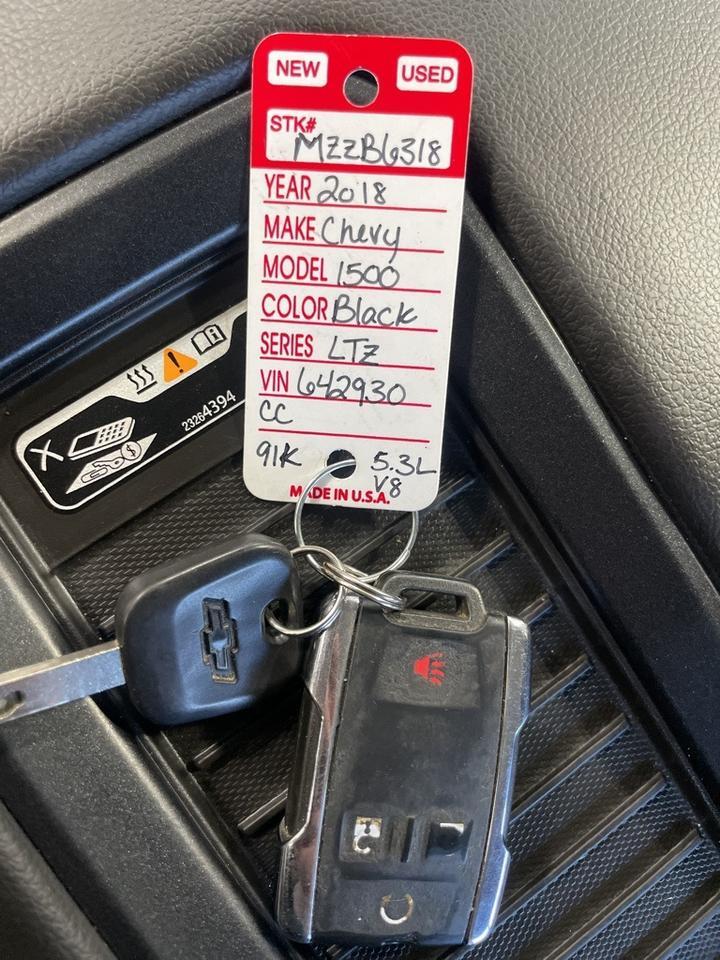 NEW USED
STK# MZZB6318
YEAR 2018
MAKE Chevy
MODEL 1500
COLOR Black
SERIES LTZ
VIN 642930
CC
91K 5.3L
V8
MADE IN U.S.A.
23264394